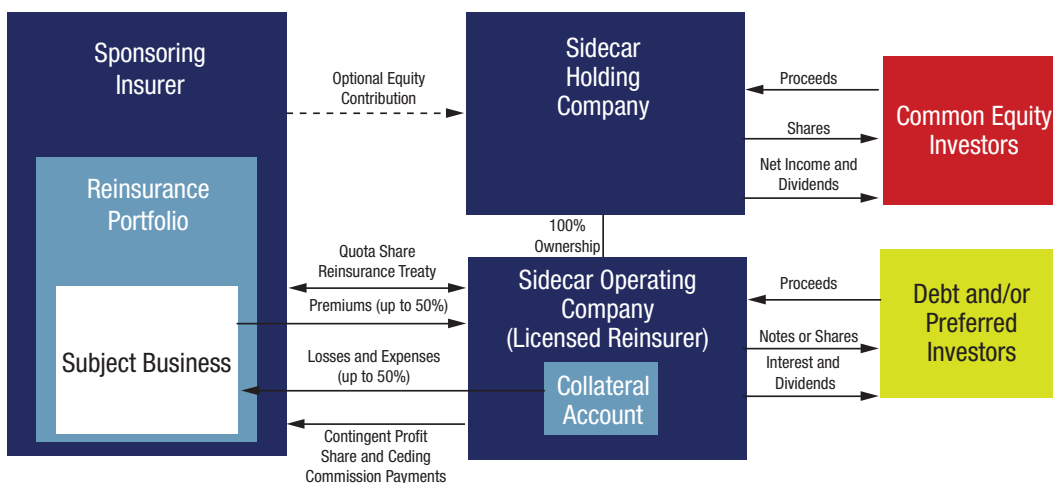 Sponsoring
Insurer
Reinsurance
Portfolio
Subject Business
Optional Equity
Contribution
Quota Share
Reinsurance Treaty
Premiums (up to 50%)
Losses and Expenses
(up to 50%)
Contingent Profit
Share and Ceding
Commission Payments
Sidecar
Holding
Company
100%
Ownership
Sidecar Operating
Company
(Licensed Reinsurer)
Collateral
Account
Proceeds
Shares
Net Income and
Dividends
Common Equity
Investors
Proceeds
Notes or Shares
Interest and
Dividends
Debt and/or
Preferred
Investors